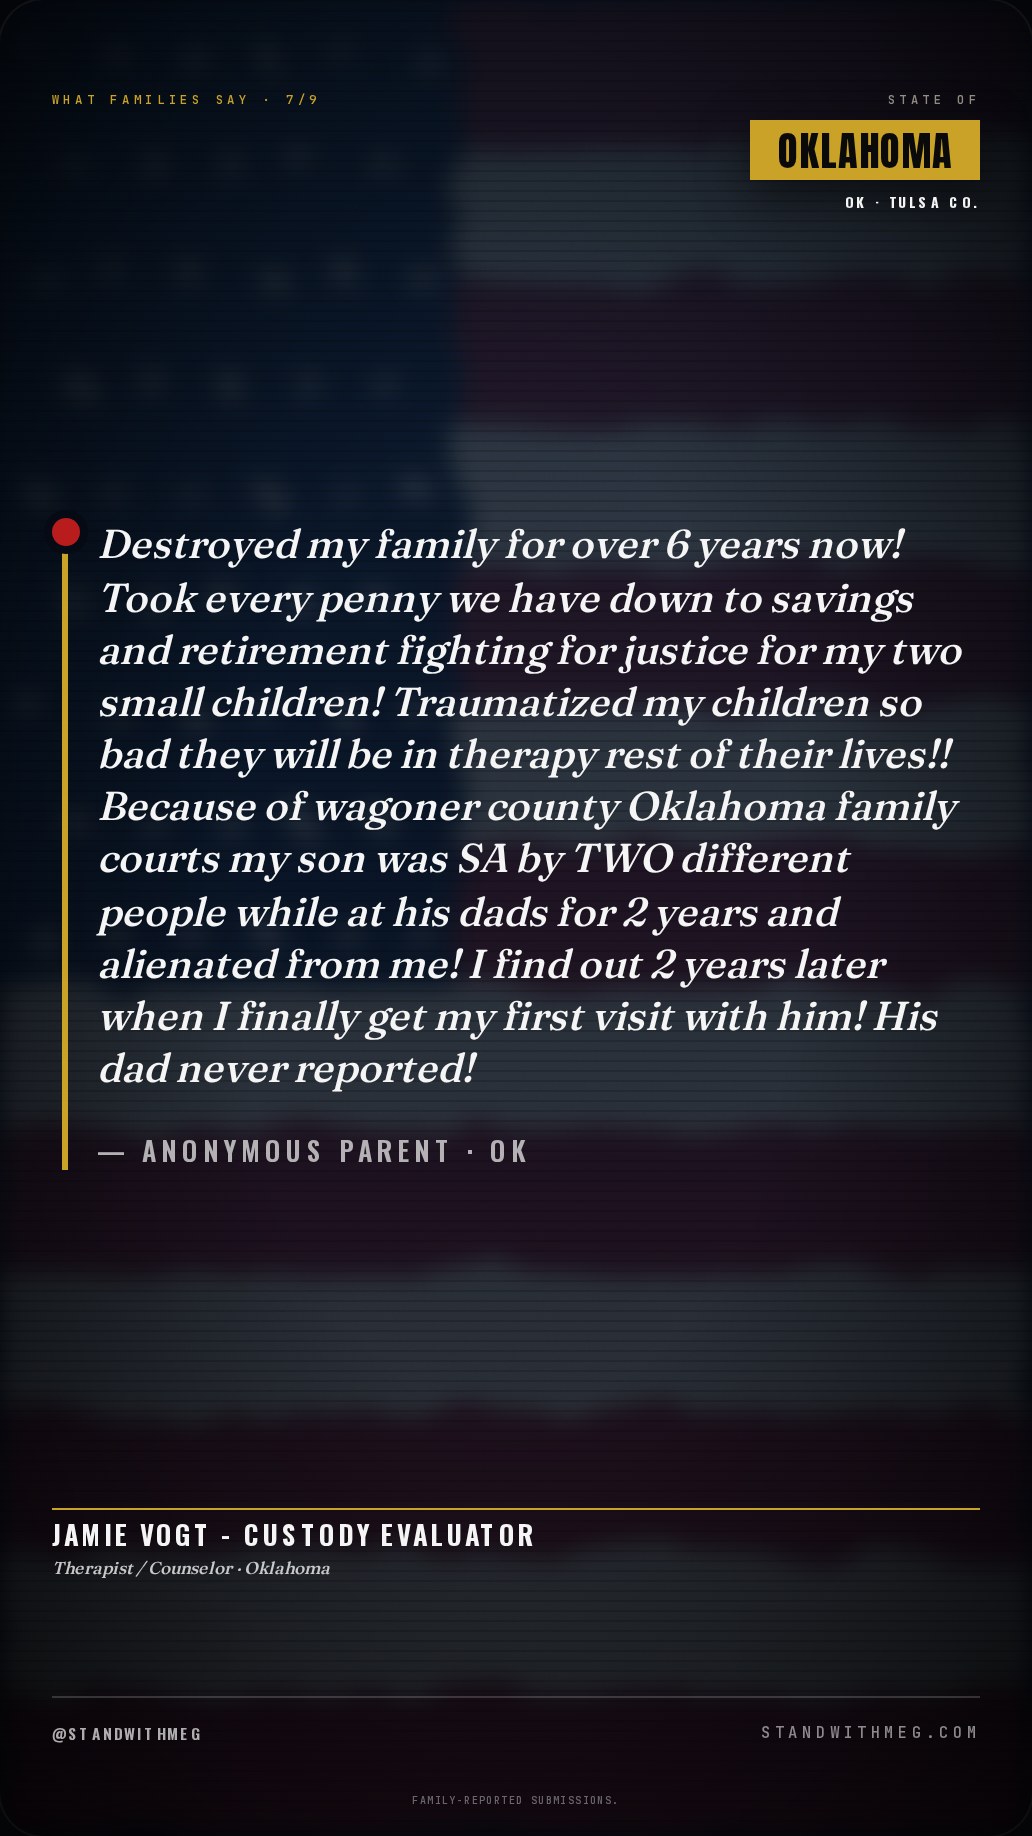 WHAT FAMILIES SAY · 7/9
STATE OF
OKLAHOMA
OK · TULSA CO.
Destroyed my family for over 6 years now!
Took every penny we have down to savings
and retirement fighting for justice for my two
small children! Traumatized my children so
bad they will be in therapy rest of their lives!!
Because of wagoner county Oklahoma family
courts my son was SA by TWO different
people while at his dads for 2 years and
alienated from me! I find out 2 years later
when I finally get my first visit with him! His
dad never reported!
— ANONYMOUS PARENT · OK
JAMIE VOGT - CUSTODY EVALUATOR
Therapist / Counselor · Oklahoma
@STANDWITHMEG
STANDWITHMEG.COM
FAMILY-REPORTED SUBMISSIONS.